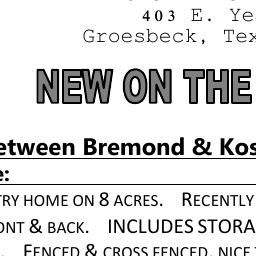 403 E. Ye
Groesbeck, Tex
NEW ON THE
etween Bremond & Kos
e:
TRY HOME ON 8 ACRES. RECENTLY
ONT & BACK. INCLUDES STORA
. FENCED & CROSS FENCED, NICE T